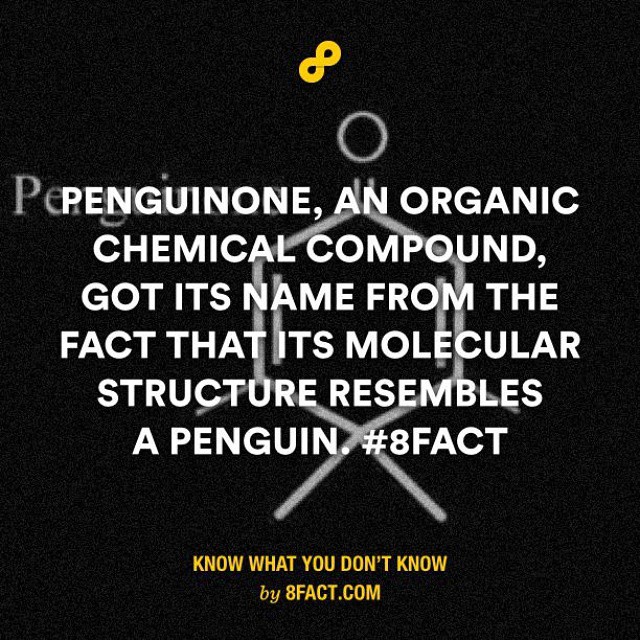 O
PENGUINONE, AN ORGANIC
CHEMICAL COMPOUND,
GOT ITS NAME FROM THE
FACT THAT ITS MOLECULAR
STRUCTURE RESEMBLES
A PENGUIN. #8FACT
KNOW WHAT YOU DON'T KNOW
by 8FACT.COM